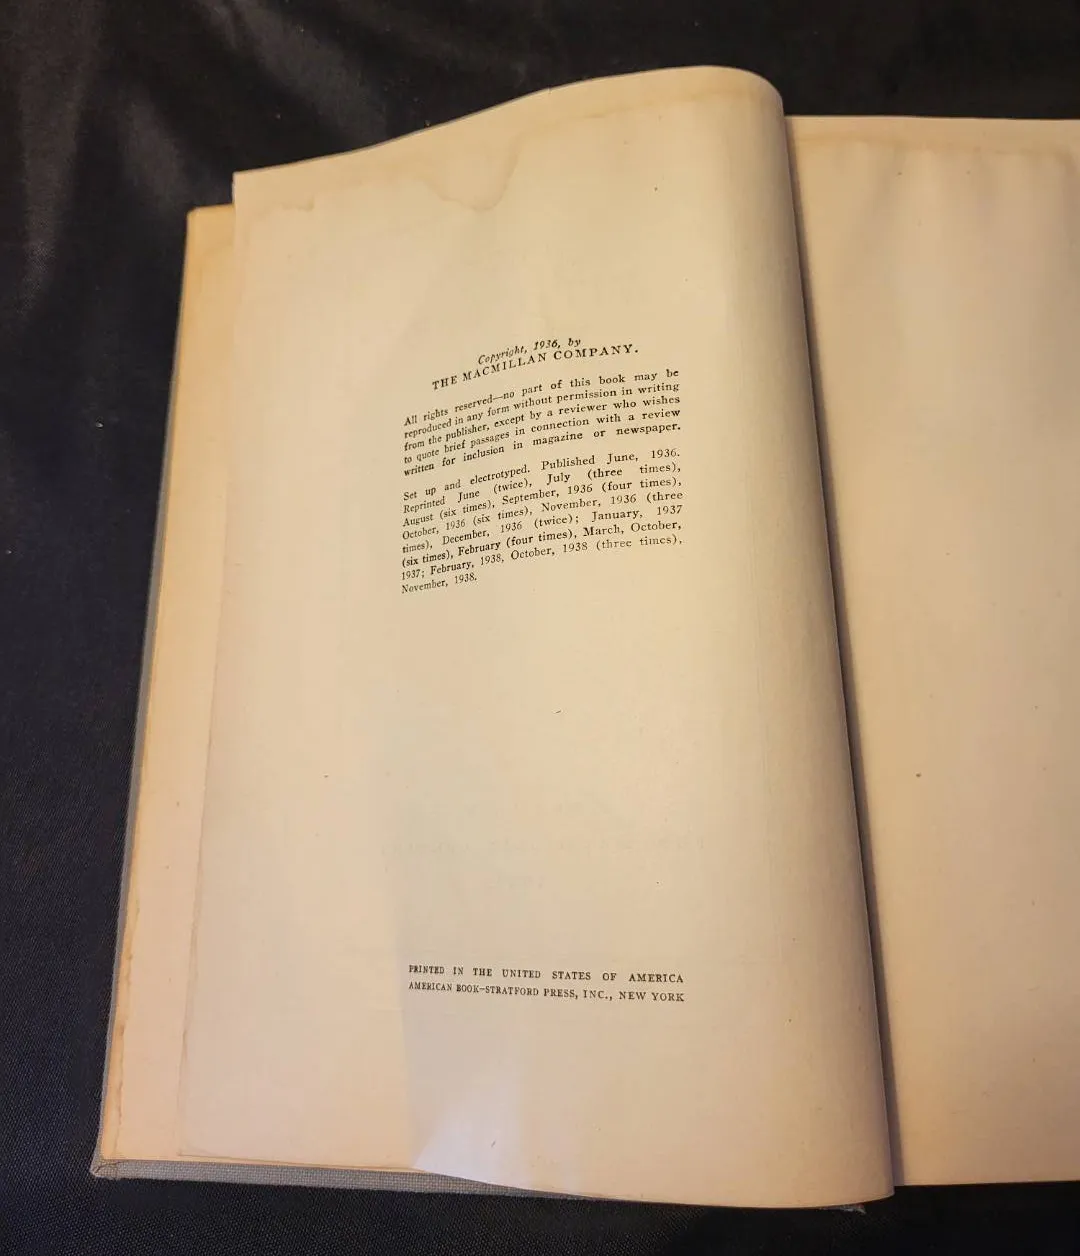 Copyright, 1936, by
THE MACMILLAN COMPANY.
All rights reserved—no part of this book may be
reproduced in any form without permission in writing
from the publisher, except by a reviewer who wishes
to quote brief passages in connection with a review
written for inclusion in magazine or newspaper.
Set up and electrotyped. Published June, 1936.
Reprinted June (twice), July (three times),
August (six times), September, 1936 (four times),
October, 1936 (six times), November, 1936 (three
times), December, 1936 (twice); January, 1937
(six times), February (four times), March, October,
1937; February, 1938, October, 1938 (three times),
November, 1938.
PRINTED IN THE UNITED STATES OF AMERICA
AMERICAN BOOK—STRATFORD PRESS, INC., NEW YORK